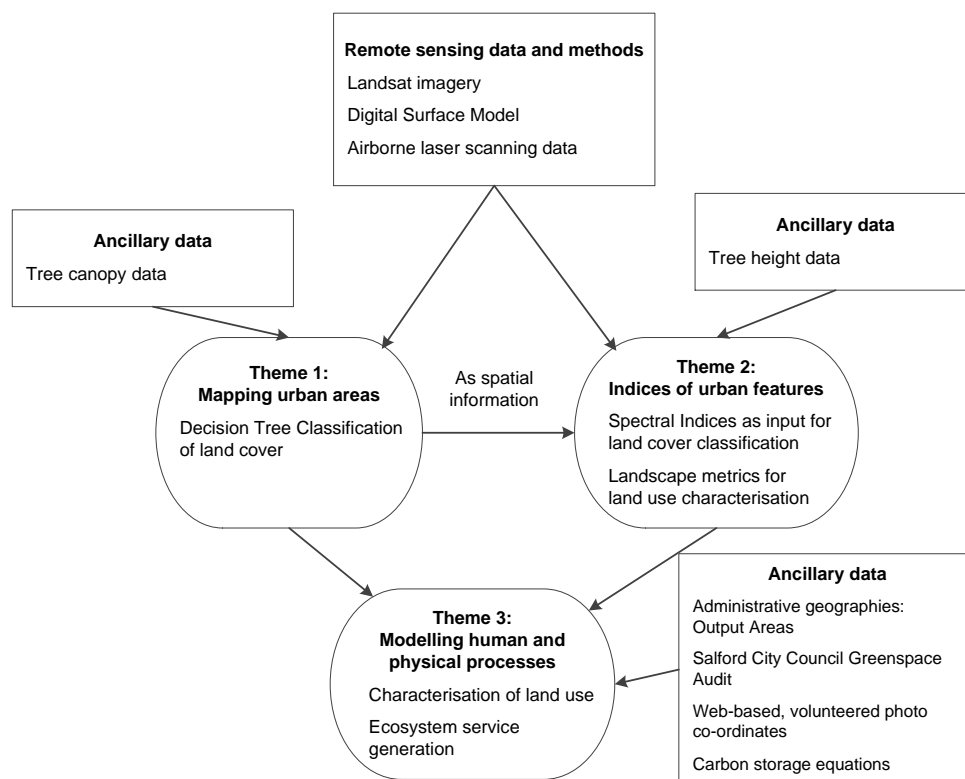 Remote sensing data and methods
Landsat imagery
Digital Surface Model
Airborne laser scanning data
Ancillary data
Tree canopy data
Ancillary data
Tree height data
Theme 1:
Mapping urban areas
Decision Tree Classification
of land cover
As spatial
information
Theme 2:
Indices of urban features
Spectral Indices as input for
land cover classification
Landscape metrics for
land use characterisation
Theme 3:
Modelling human and
physical processes
Characterisation of land use
Ecosystem service
generation
Ancillary data
Administrative geographies:
Output Areas
Salford City Council Greenspace
Audit
Web-based, volunteered photo
co-ordinates
Carbon storage equations